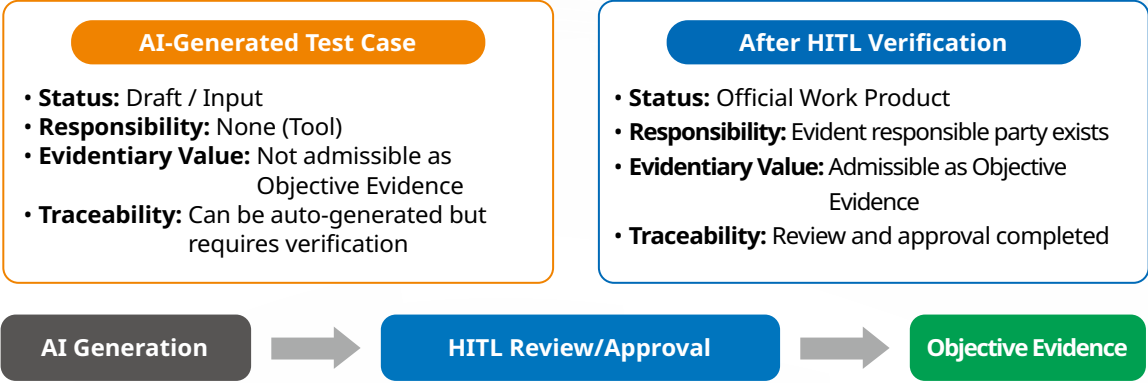 AI-Generated Test Case
• Status: Draft / Input
• Responsibility: None (Tool)
• Evidentiary Value: Not admissible as
Objective Evidence
• Traceability: Can be auto-generated but
requires verification
After HITL Verification
• Status: Official Work Product
• Responsibility: Evident responsible party exists
• Evidentiary Value: Admissible as Objective
Evidence
• Traceability: Review and approval completed
AI Generation
HITL Review/Approval
Objective Evidence